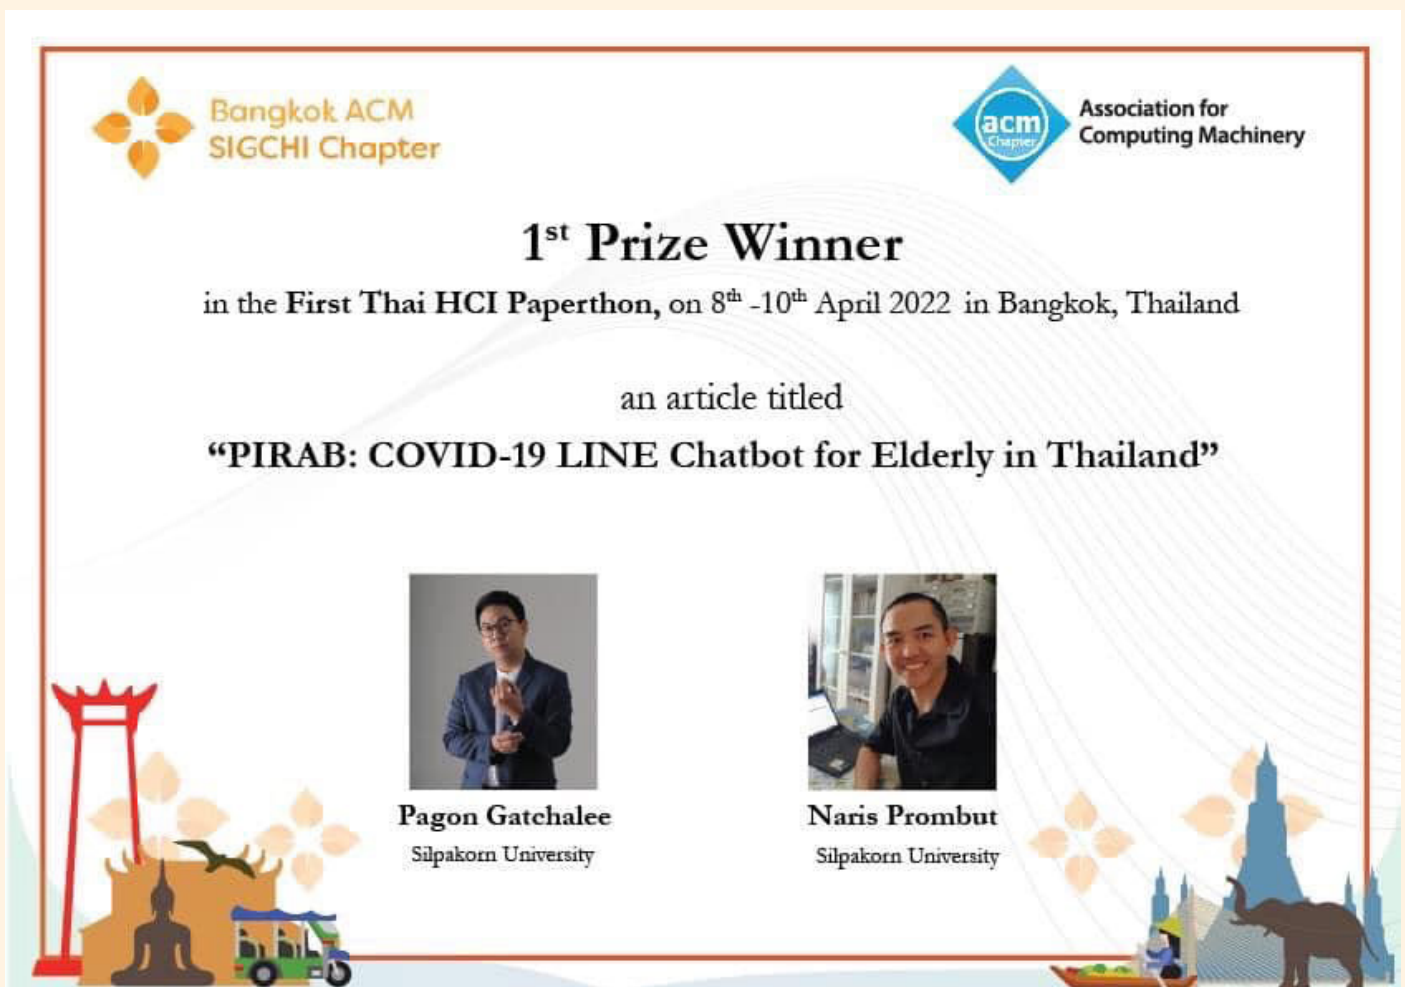 Bangkok ACM
SIGCHI Chapter
acm
Chapter
Association for
Computing Machinery
1st Prize Winner
in the First Thai HCI Paperthon, on 8th -10th April 2022 in Bangkok, Thailand
an article titled
“PIRAB: COVID-19 LINE Chatbot for Elderly in Thailand”
Pagon Gatchalee
Silpakorn University
Naris Prombut
Silpakorn University